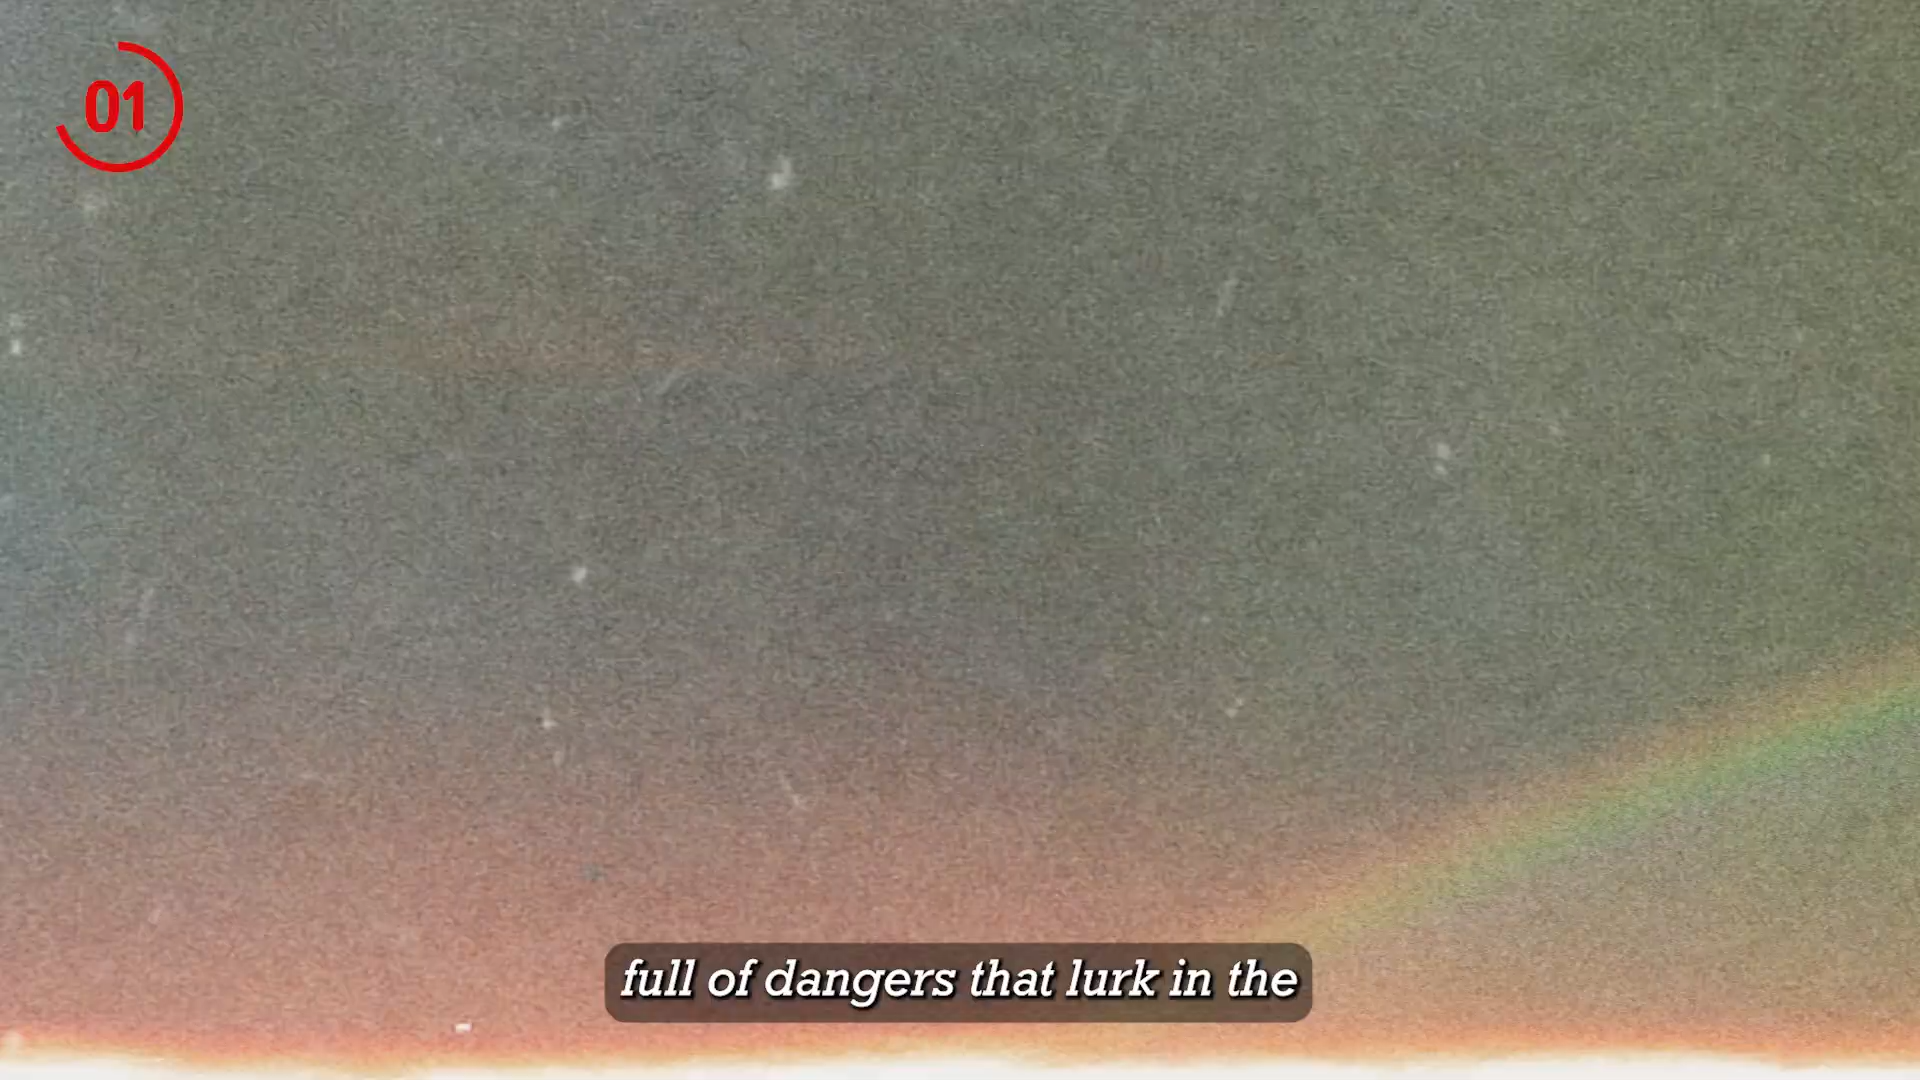 01
full of dangers that lurk in the